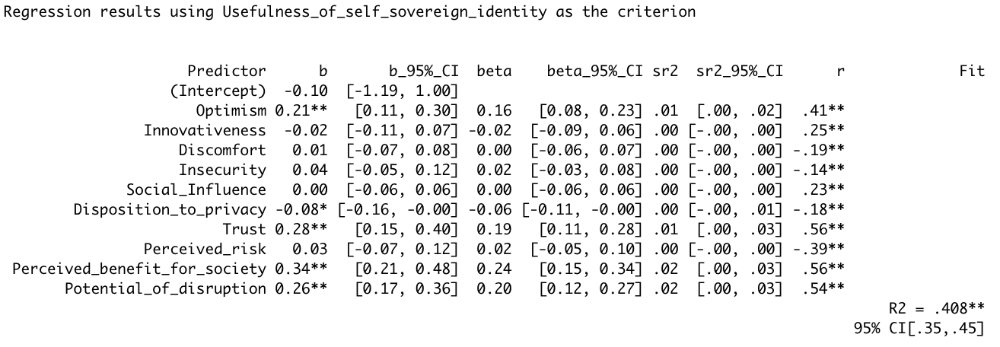 Regression results using Usefulness_of_self_sovereign_identity as the criterion
Predictor b b_95%_CI beta beta_95%_CI sr2 sr2_95%_CI r Fit
(Intercept) -0.10 [-1.19, 1.00]
Optimism 0.21** [0.11, 0.30] 0.16 [0.08, 0.23] .01 [.00, .02] .41**
Innovativeness -0.02 [-0.11, 0.07] -0.02 [-0.09, 0.06] .00 [-.00, .00] .25**
Discomfort 0.01 [-0.07, 0.08] 0.00 [-0.06, 0.07] .00 [-.00, .00] -.19**
Insecurity 0.04 [-0.05, 0.12] 0.02 [-0.03, 0.08] .00 [-.00, .00] -.14**
Social_Influence 0.00 [-0.06, 0.06] 0.00 [-0.06, 0.06] .00 [-.00, .00] .23**
Disposition_to_privacy -0.08* [-0.16, -0.00] -0.06 [-0.11, -0.00] .00 [-.00, .01] -.18**
Trust 0.28** [0.15, 0.40] 0.19 [0.11, 0.28] .01 [.00, .03] .56**
Perceived_risk 0.03 [-0.07, 0.12] 0.02 [-0.05, 0.10] .00 [-.00, .00] -.39**
Perceived_benefit_for_society 0.34** [0.21, 0.48] 0.24 [0.15, 0.34] .02 [.00, .03] .56**
Potential_of_disruption 0.26** [0.17, 0.36] 0.20 [0.12, 0.27] .02 [.00, .03] .54**
R2 = .408**
95% CI[.35,.45]